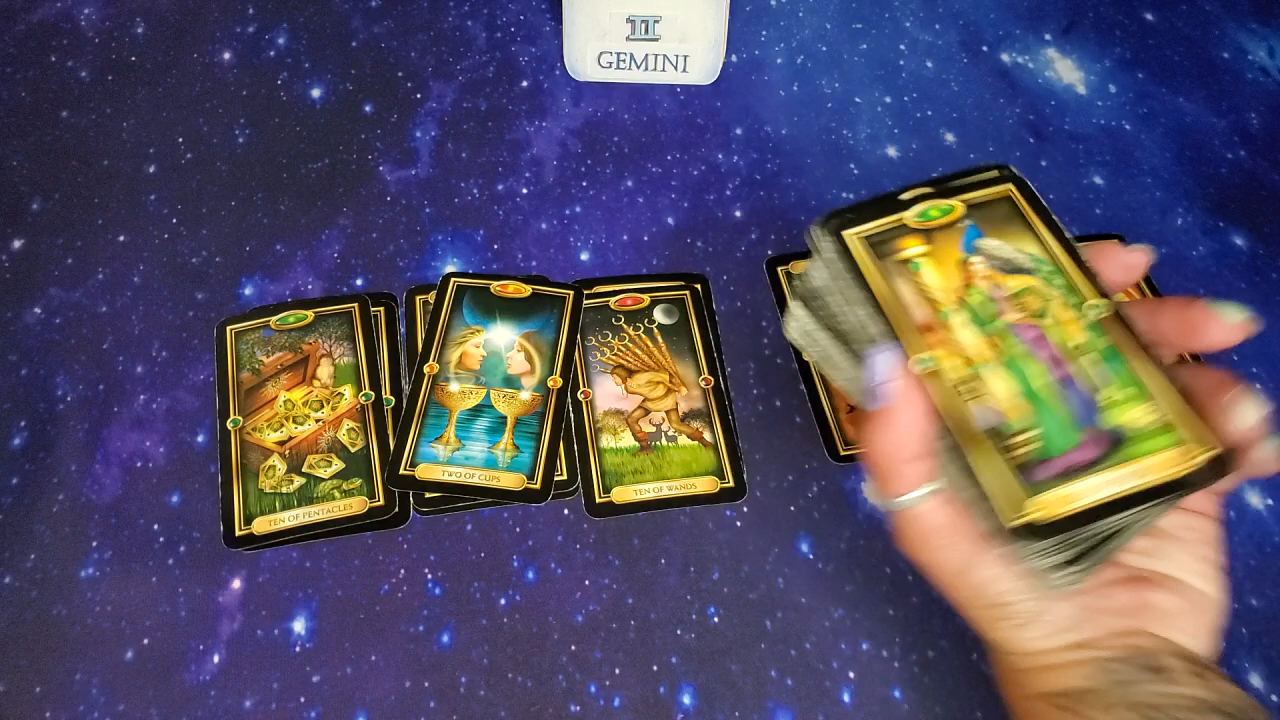 ♊
GEMINI
TEN OF PENTACLES
TWO OF CUPS
TEN OF WANDS